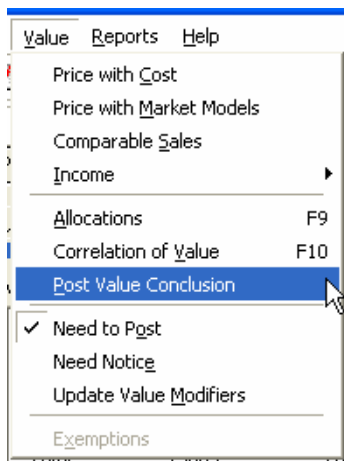 Value Reports Help
Price with Cost
Price with Market Models
Comparable Sales
Income
Allocations F9
Correlation of Value F10
Post Value Conclusion
Need to Post
Need Notice
Update Value Modifiers
Exemptions